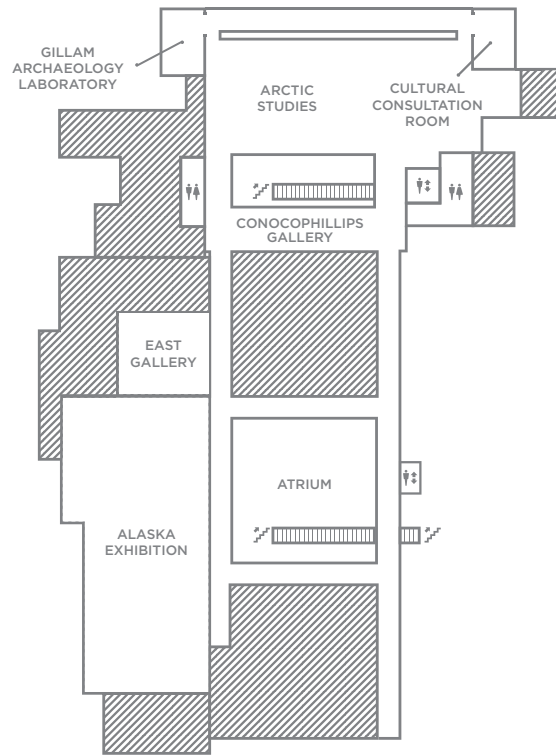 GILLAM
ARCHAEOLOGY
LABORATORY
ARCTIC
STUDIES
CULTURAL
CONSULTATION
ROOM
CONOCOPHILLIPS
GALLERY
EAST
GALLERY
ATRIUM
ALASKA
EXHIBITION